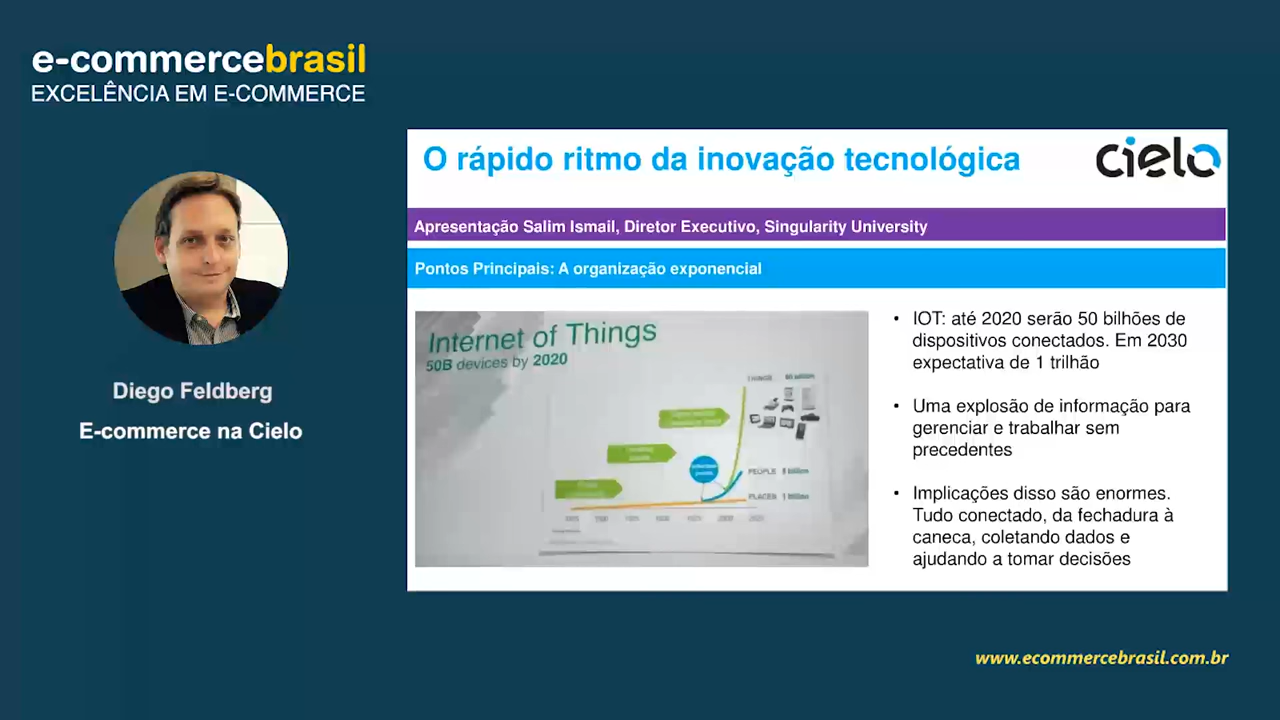 e-commercebrasil
EXCELÊNCIA EM E-COMMERCE
Diego Feldberg
E-commerce na Cielo
O rápido ritmo da inovação tecnológica
cielo
Apresentação Salim Ismail, Diretor Executivo, Singularity University
Pontos Principais: A organização exponencial
Internet of Things
50B devices by 2020
THINGS
PEOPLE
PLACES
• IOT: até 2020 serão 50 bilhões de
dispositivos conectados. Em 2030
expectativa de 1 trilhão
• Uma explosão de informação para
gerenciar e trabalhar sem
precedentes
• Implicações disso são enormes.
Tudo conectado, da fechadura à
caneca, coletando dados e
ajudando a tomar decisões
www.ecommercebrasil.com.br